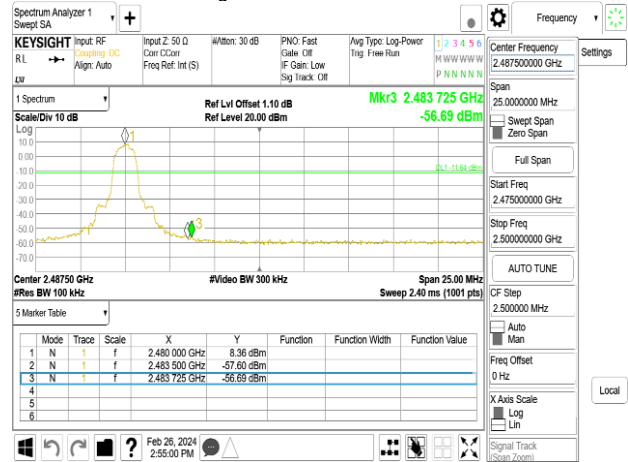 Spectrum Analyzer 1
Swept SA
+
Frequency
KEYSIGHT
RL
Input: RF
Coupling: DC
Align: Auto
Input Z: 50 Ω
Corr CCorr
Freq Ref: Int (S)
#Atten: 30 dB
PNO: Fast
Gate: Off
IF Gain: Low
Sig Track: Off
Avg Type: Log-Power
Trig: Free Run
1 2 3 4 5 6
M W W W W W
P N N N N N
1 Spectrum
Scale/Div 10 dB
Log
Ref Lvl Offset 1.10 dB
Ref Level 20.00 dBm
Mkr3 2.483 725 GHz
-56.69 dBm
10.0
0.00
-10.0
-20.0
-30.0
-40.0
-50.0
-60.0
-70.0
1
3
DL1 -11.64 dBm
Center 2.48750 GHz
#Res BW 100 kHz
#Video BW 300 kHz
Span 25.00 MHz
Sweep 2.40 ms (1001 pts)
5 Marker Table
Mode Trace Scale X Y Function Function Width Function Value
1 N 1 f 2.480 000 GHz 8.36 dBm
2 N 1 f 2.483 500 GHz -57.60 dBm
3 N 1 f 2.483 725 GHz -56.69 dBm
4
5
6
?
Feb 26, 2024
2:55:00 PM
Center Frequency
2.487500000 GHz
Settings
Span
25.0000000 MHz
Swept Span
Zero Span
Full Span
Start Freq
2.475000000 GHz
Stop Freq
2.500000000 GHz
AUTO TUNE
CF Step
2.500000 MHz
Auto
Man
Freq Offset
0 Hz
X Axis Scale
Log
Lin
Local
Signal Track
(Span Zoom)